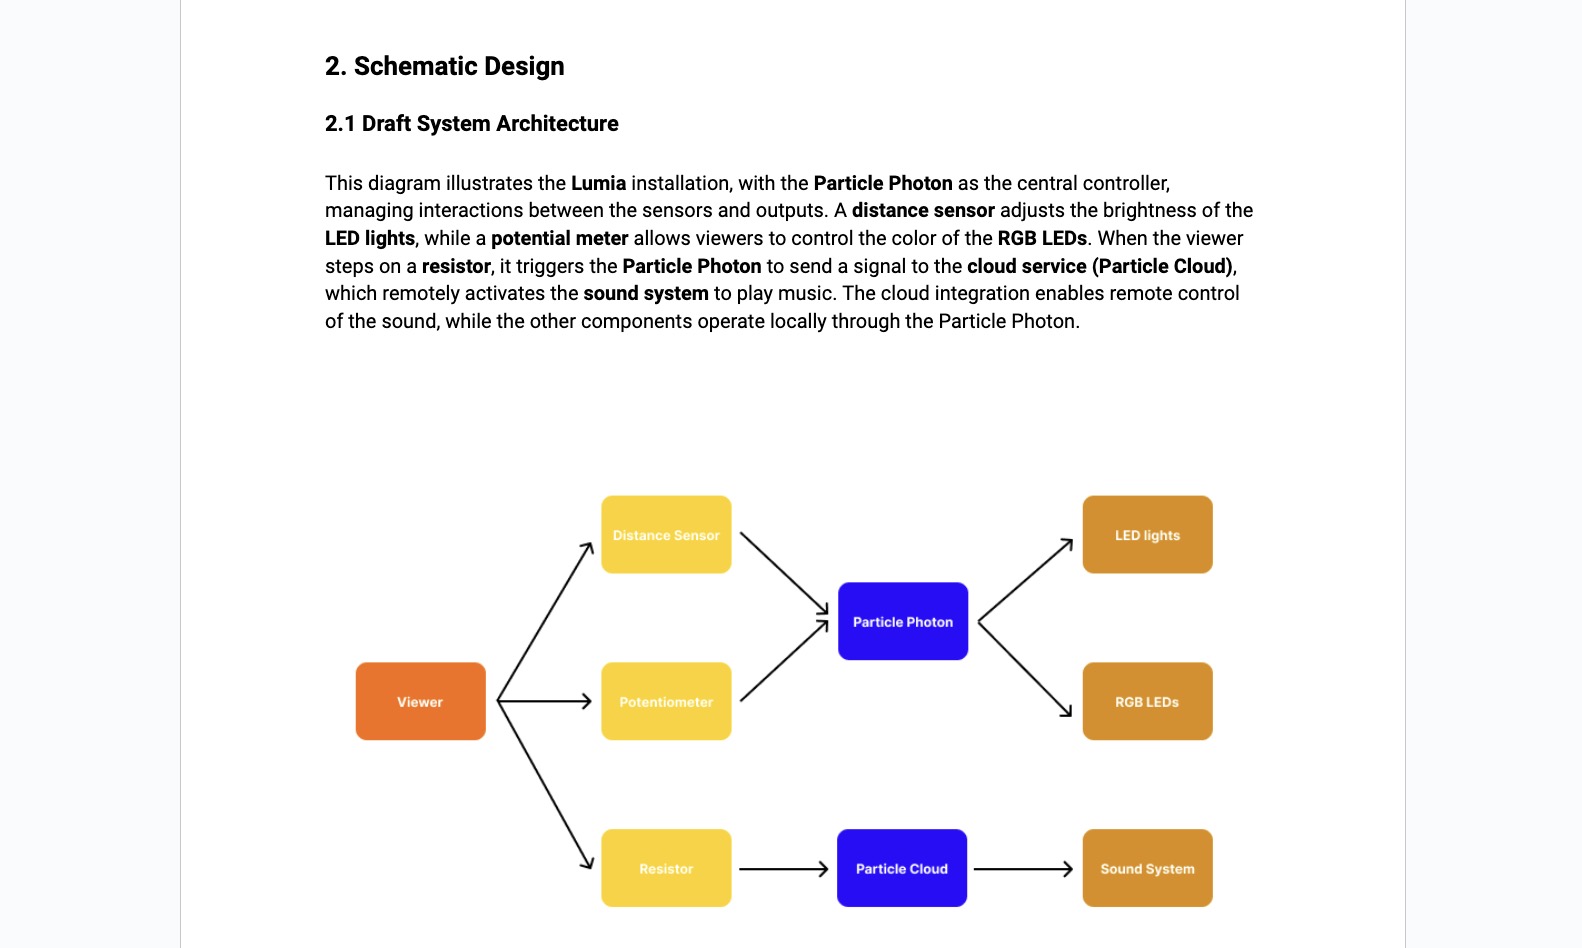 2. Schematic Design
2.1 Draft System Architecture
This diagram illustrates the Lumia installation, with the Particle Photon as the central controller,
managing interactions between the sensors and outputs. A distance sensor adjusts the brightness of the
LED lights, while a potential meter allows viewers to control the color of the RGB LEDs. When the viewer
steps on a resistor, it triggers the Particle Photon to send a signal to the cloud service (Particle Cloud),
which remotely activates the sound system to play music. The cloud integration enables remote control
of the sound, while the other components operate locally through the Particle Photon.
Distance Sensor
LED lights
Particle Photon
Viewer
Potentiometer
RGB LEDs
Resistor
Particle Cloud
Sound System